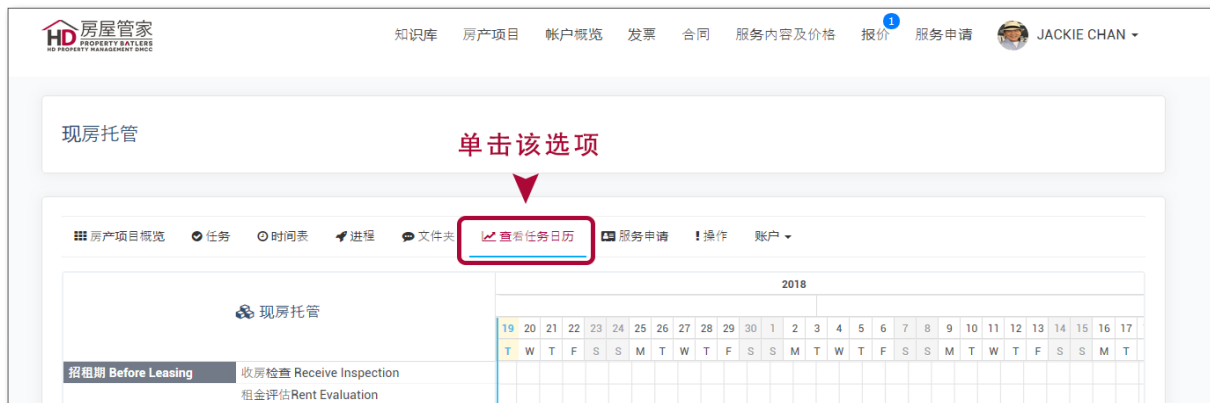 房屋管家
HD PROPERTY BATLERS
HD PROPERTY MANAGEMENT DMCC
知识库 房产项目 帐户概览 发票 合同 服务内容及价格 报价 1 服务申请 JACKIE CHAN
现房托管
单击该选项
房产项目概览 任务 时间表 进程 文件夹 查看任务日历 服务申请 操作 账户
2018
现房托管
19 20 21 22 23 24 25 26 27 28 29 30 1 2 3 4 5 6 7 8 9 10 11 12 13 14 15 16 17
T W T F S S M T W T F S S M T W T F S S M T W T F S S M T
招租期 Before Leasing 收房检查 Receive Inspection
租金评估Rent Evaluation